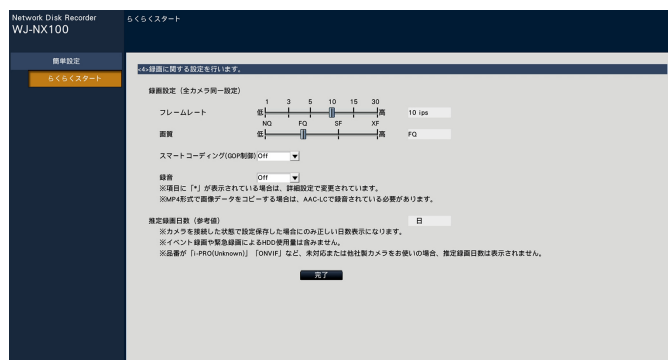 Network Disk Recorder
WJ-NX100
らくらくスタート
簡単設定
らくらくスタート
<4>録画に関する設定を行います。
録画設定（全カメラ同一設定）
1 3 5 10 15 30
フレームレート 低 高 10 ips
NQ FQ SF XF
画質 低 高 FQ
スマートコーディング(GOP制御) Off
録音 Off
※項目に「*」が表示されている場合は、詳細設定で変更されています。
※MP4形式で画像データをコピーする場合は、AAC-LCで録音されている必要があります。
推定録画日数（参考値） 日
※カメラを接続した状態で設定保存した場合にのみ正しい日数表示になります。
※イベント録画や緊急録画によるHDD使用量は含みません。
※品番が「i-PRO(Unknown)」「ONVIF」など、未対応または他社製カメラをお使いの場合、推定録画日数は表示されません。
完了